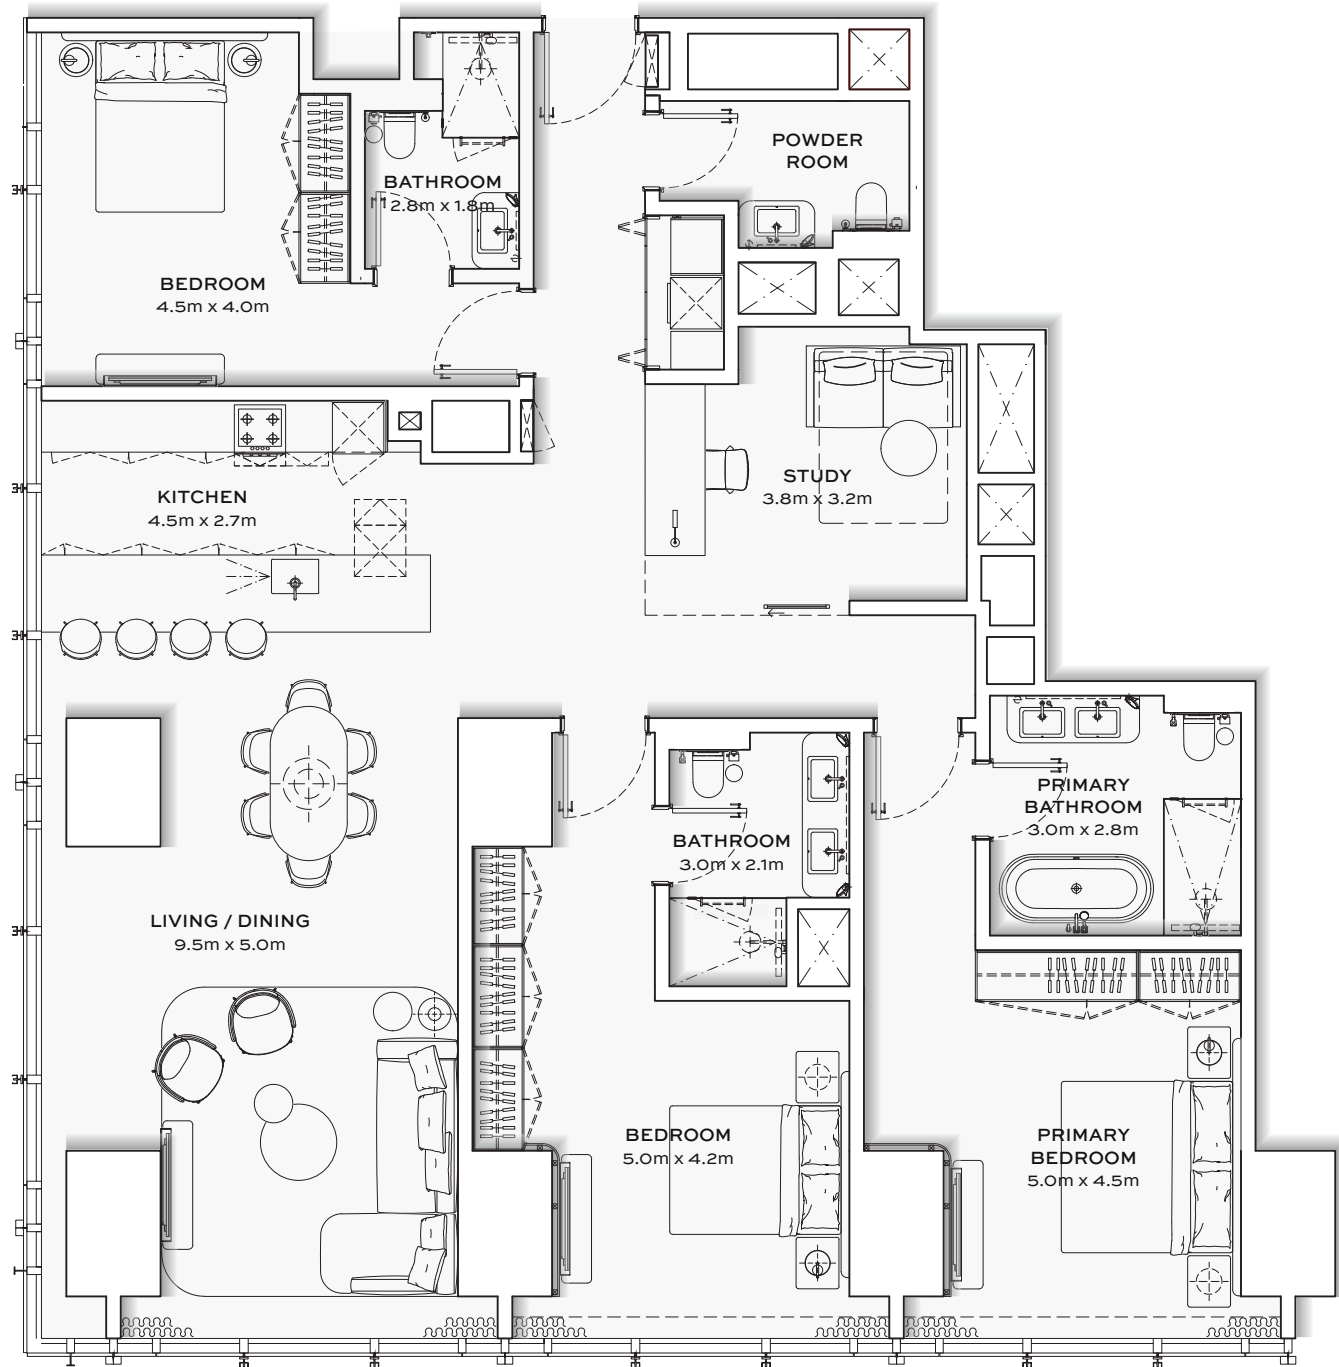 POWDER
ROOM
BATHROOM
2.8m x 1.8m
BEDROOM
4.5m x 4.0m
STUDY
3.8m x 3.2m
KITCHEN
4.5m x 2.7m
PRIMARY
BATHROOM
3.0m x 2.8m
BATHROOM
3.0m x 2.1m
LIVING / DINING
9.5m x 5.0m
BEDROOM
5.0m x 4.2m
PRIMARY
BEDROOM
5.0m x 4.5m